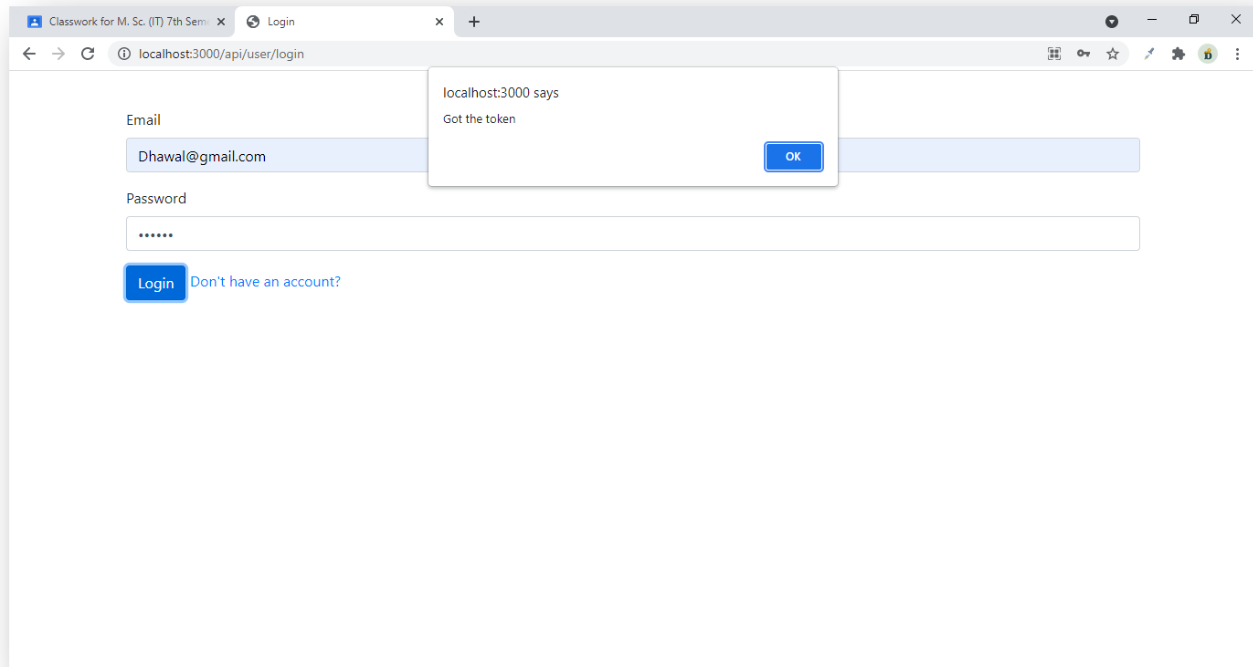 Classwork for M. Sc. (IT) 7th Sem
Login
localhost:3000/api/user/login
localhost:3000 says
Got the token
OK
Email
Dhawal@gmail.com
Password
••••••
Login Don't have an account?